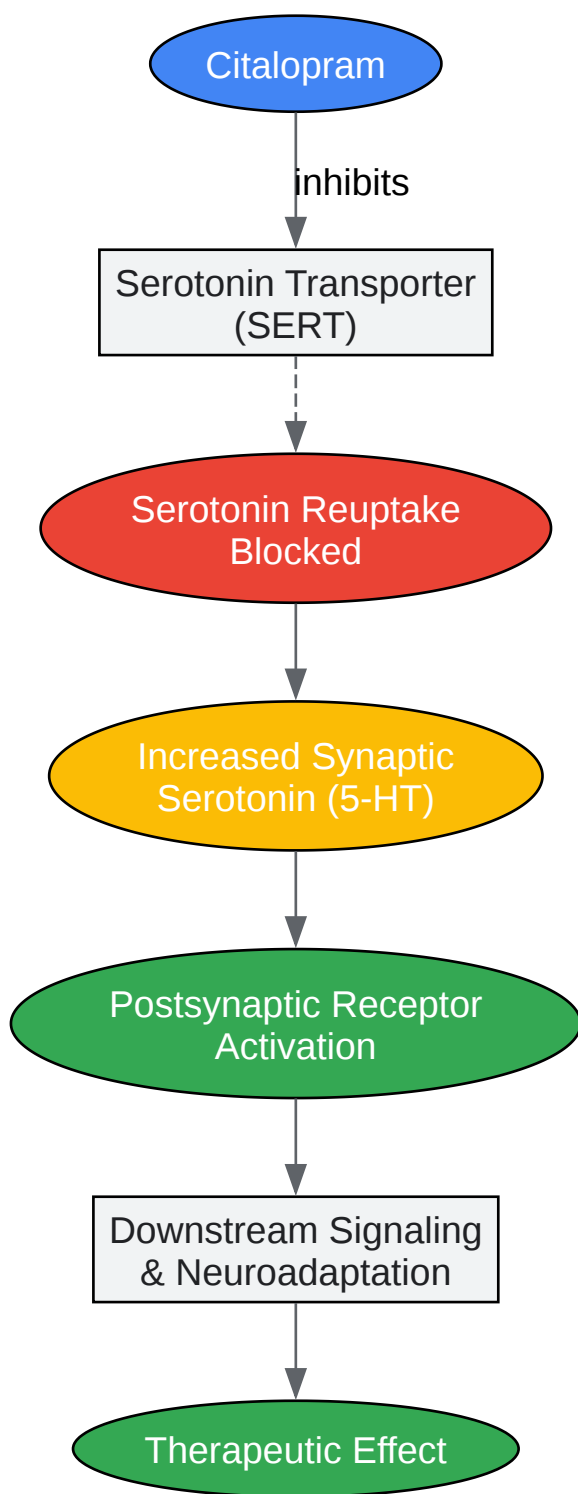 Citalopram
inhibits
Serotonin Transporter
(SERT)
Serotonin Reuptake
Blocked
Increased Synaptic
Serotonin (5-HT)
Postsynaptic Receptor
Activation
Downstream Signaling
& Neuroadaptation
Therapeutic Effect